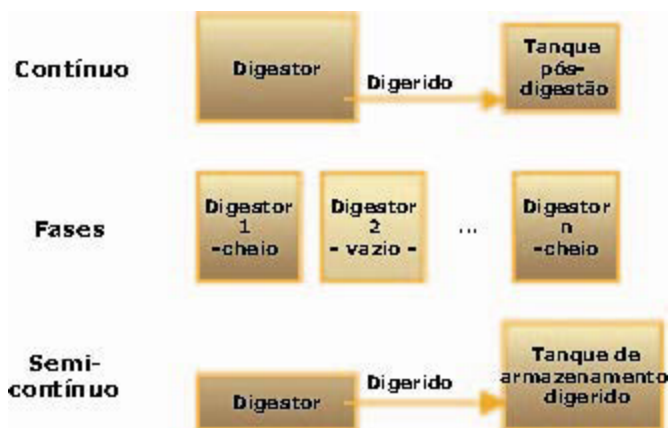 Contínuo
Digestor
Digerido
Tanque
pós-
digestão
Fases
Digestor
1
-cheio
Digestor
2
- vazio -
...
Digestor
n
-cheio
Semi-
contínuo
Digestor
Digerido
Tanque de
armazenamento
digerido